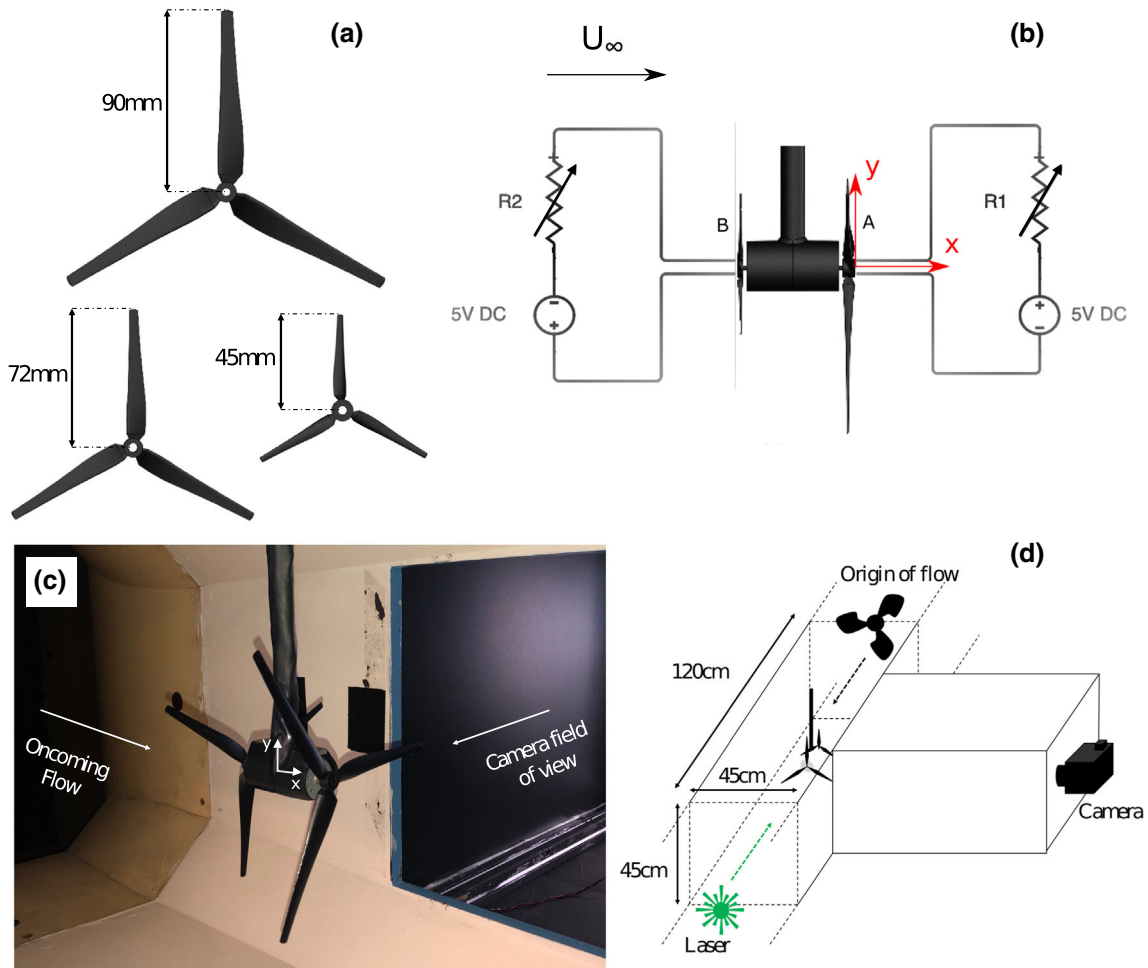 (a)
90mm
72mm
45mm
(b)
U∞
R2
5V DC
B
y
A
x
R1
5V DC
(c)
Oncoming
Flow
y
x
Camera field
of view
(d)
Origin of flow
120cm
45cm
45cm
Camera
Laser